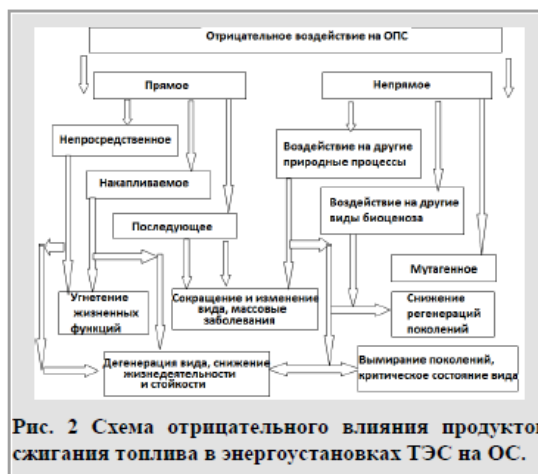 Отрицательное воздействие на ОПС
Прямое
Непрямое
Непросредственное
Воздействие на другие
природные процессы
Накапливаемое
Воздействие на другие
виды биоценоза
Последующее
Мутагенное
Угнетение
жизненных
функций
Сокращение и изменение
вида, массовые
заболевания
Снижение
регенераций
поколений
Дегенерация вида, снижение
жизнедеятельности
и стойкости
Вымирание поколений,
критическое состояние вида
Рис. 2 Схема отрицательного влияния продукто
сжигания топлива в энергоустановках ТЭС на ОС.